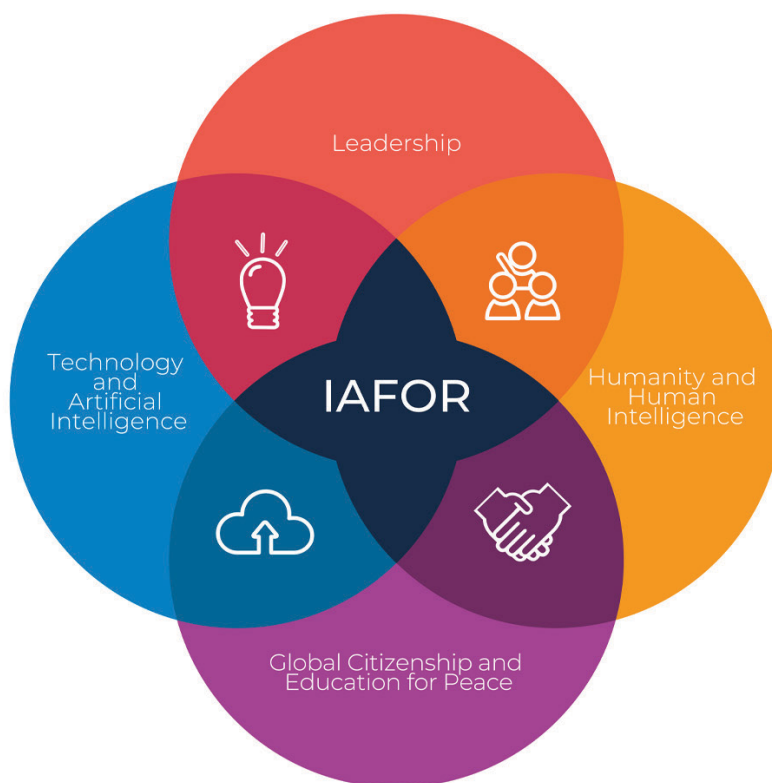 Leadership
Technology
and
Artificial
Intelligence
IAFOR
Humanity and
Human
Intelligence
Global Citizenship and
Education for Peace